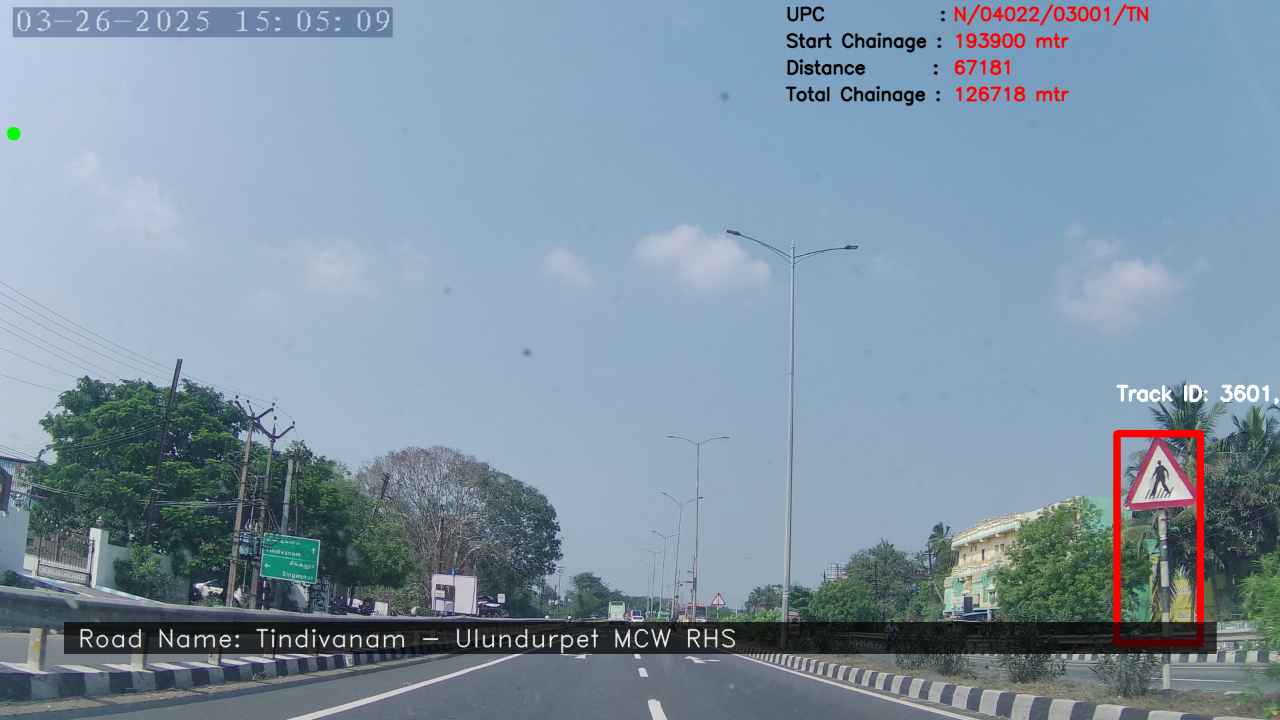 03-26-2025 15:05:09
UPC : N/04022/03001/TN
Start Chainage : 193900 mtr
Distance : 67181
Total Chainage : 126718 mtr
Track ID: 3601,
Tindivanam
Road Name: Tindivanam - Ulundurpet MCW RHS